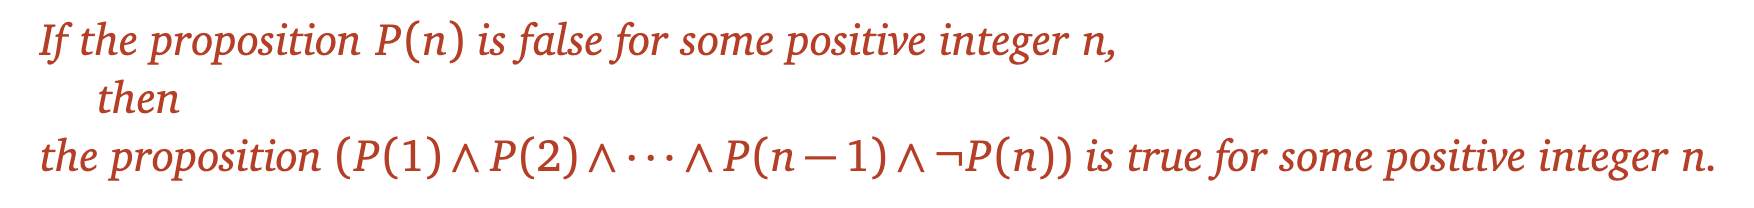 If the proposition P(n) is false for some positive integer n,
then
the proposition (P(1) ∧ P(2) ∧ ⋯ ∧ P(n − 1) ∧ ¬P(n)) is true for some positive integer n.